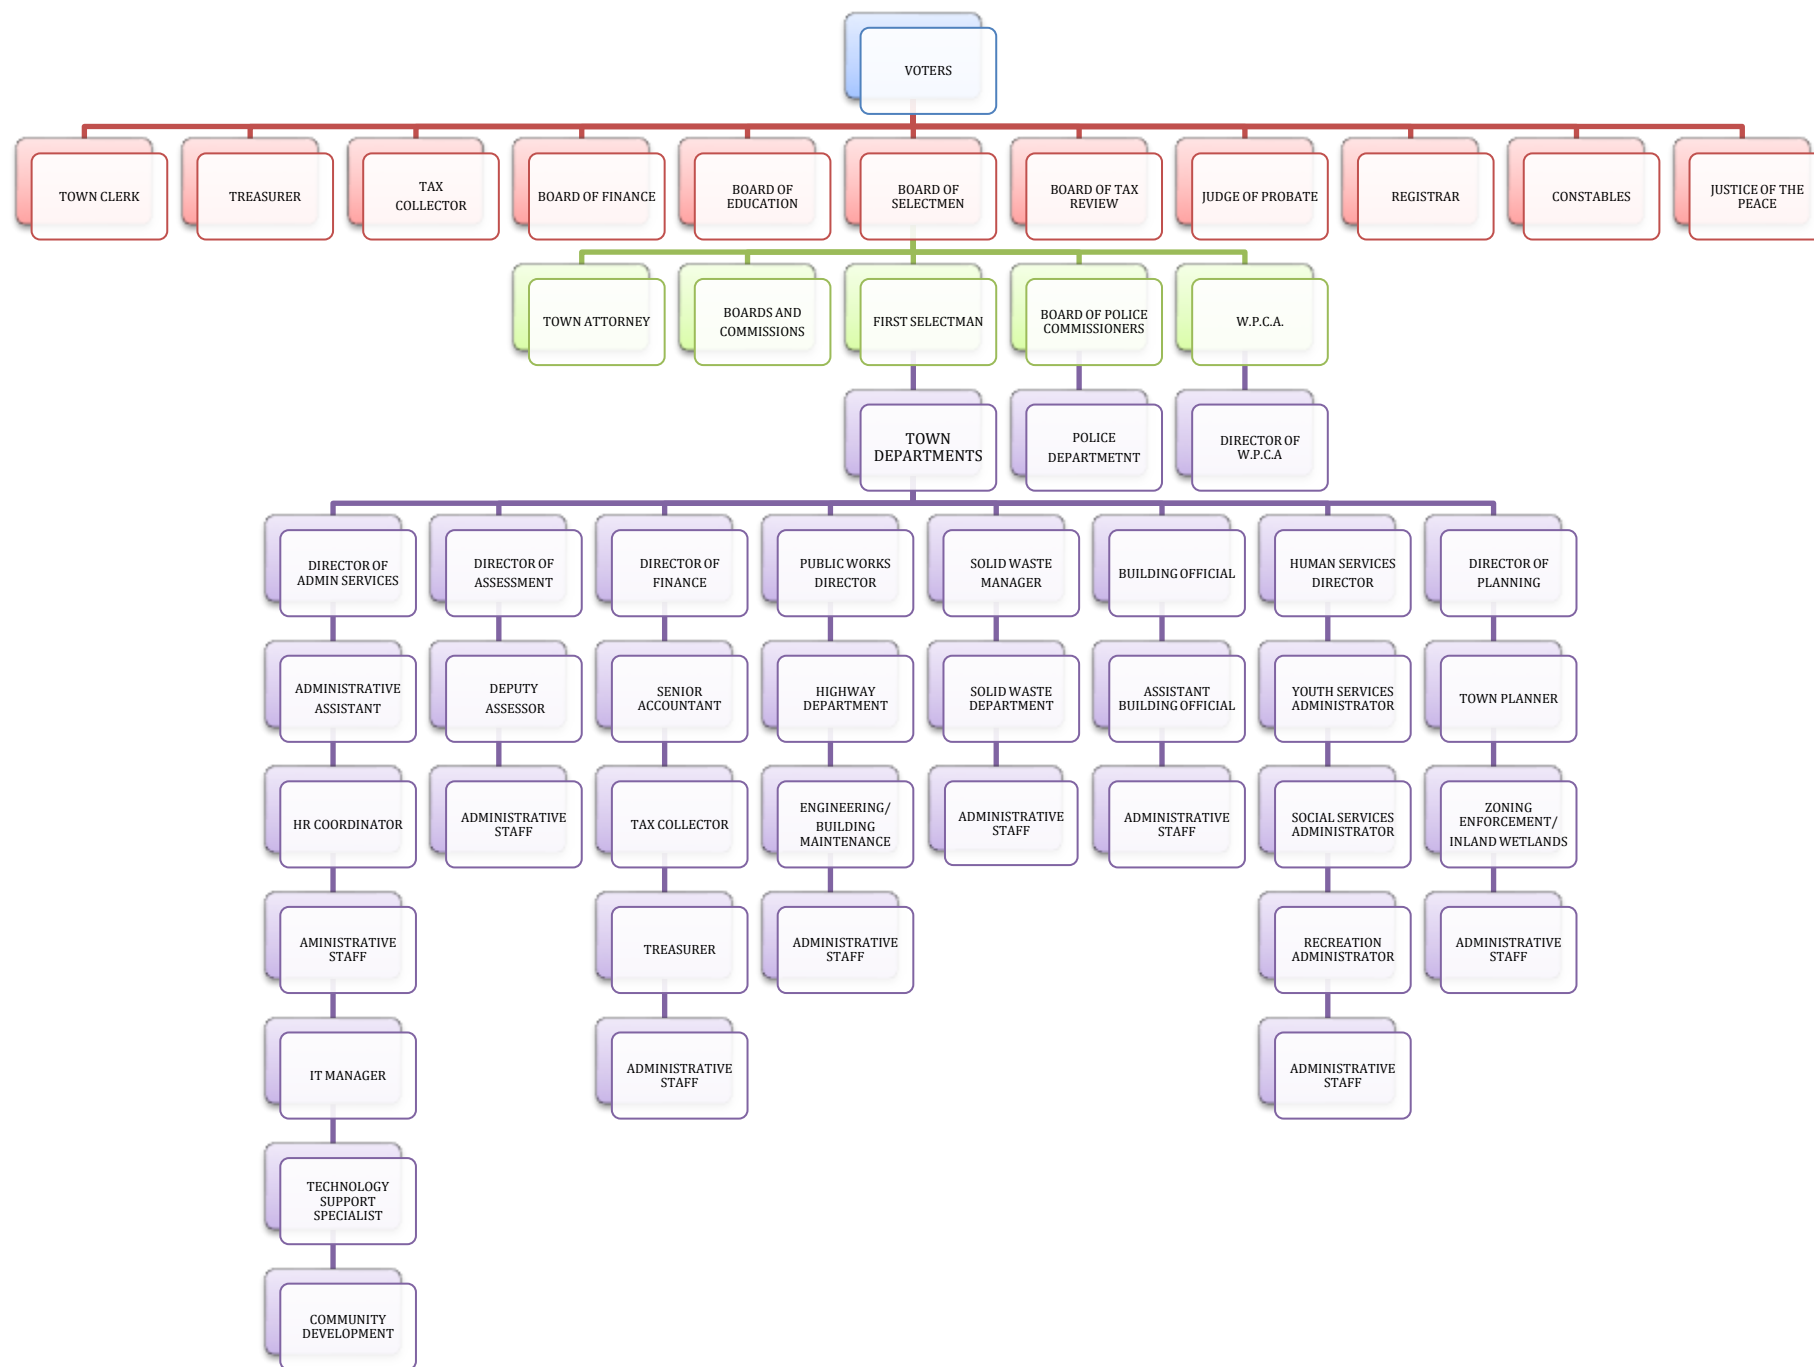 VOTERS
TOWN CLERK
TREASURER
TAX
COLLECTOR
BOARD OF FINANCE
BOARD OF
EDUCATION
BOARD OF
SELECTMEN
BOARD OF TAX
REVIEW
JUDGE OF PROBATE
REGISTRAR
CONSTABLES
JUSTICE OF THE
PEACE
TOWN ATTORNEY
BOARDS AND
COMMISSIONS
FIRST SELECTMAN
BOARD OF POLICE
COMMISSIONERS
W.P.C.A.
TOWN
DEPARTMENTS
POLICE
DEPARTMETNT
DIRECTOR OF
W.P.C.A
DIRECTOR OF
ADMIN SERVICES
DIRECTOR OF
ASSESSMENT
DIRECTOR OF
FINANCE
PUBLIC WORKS
DIRECTOR
SOLID WASTE
MANAGER
BUILDING OFFICIAL
HUMAN SERVICES
DIRECTOR
DIRECTOR OF
PLANNING
ADMINISTRATIVE
ASSISTANT
DEPUTY
ASSESSOR
SENIOR
ACCOUNTANT
HIGHWAY
DEPARTMENT
SOLID WASTE
DEPARTMENT
ASSISTANT
BUILDING OFFICIAL
YOUTH SERVICES
ADMINISTRATOR
TOWN PLANNER
HR COORDINATOR
ADMINISTRATIVE
STAFF
TAX COLLECTOR
ENGINEERING/
BUILDING
MAINTENANCE
ADMINISTRATIVE
STAFF
ADMINISTRATIVE
STAFF
SOCIAL SERVICES
ADMINISTRATOR
ZONING
ENFORCEMENT/
INLAND WETLANDS
AMINISTRATIVE
STAFF
TREASURER
ADMINISTRATIVE
STAFF
RECREATION
ADMINISTRATOR
ADMINISTRATIVE
STAFF
IT MANAGER
ADMINISTRATIVE
STAFF
ADMINISTRATIVE
STAFF
TECHNOLOGY
SUPPORT
SPECIALIST
COMMUNITY
DEVELOPMENT